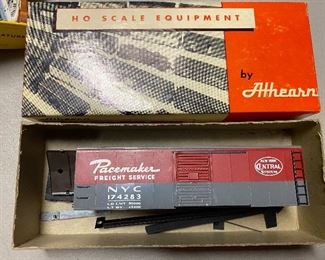 HO SCALE EQUIPMENT
by
Athearn
Pacemaker
FREIGHT SERVICE
NYC
174283
NEW YORK
CENTRAL
SYSTEM